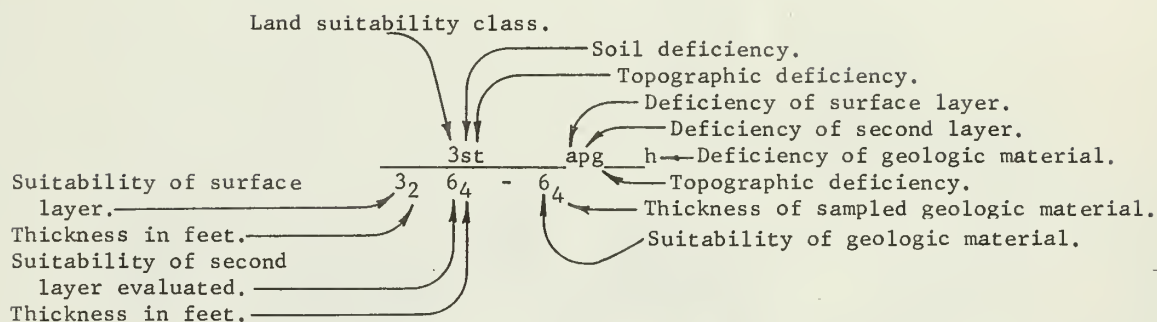 Land suitability class.
Soil deficiency.
Topographic deficiency.
Deficiency of surface layer.
Deficiency of second layer.
3st apg h Deficiency of geologic material.
Suitability of surface 3 2 6 4 - 6 4 Topographic deficiency.
layer. Thickness of sampled geologic material.
Thickness in feet. Suitability of geologic material.
Suitability of second
layer evaluated.
Thickness in feet.